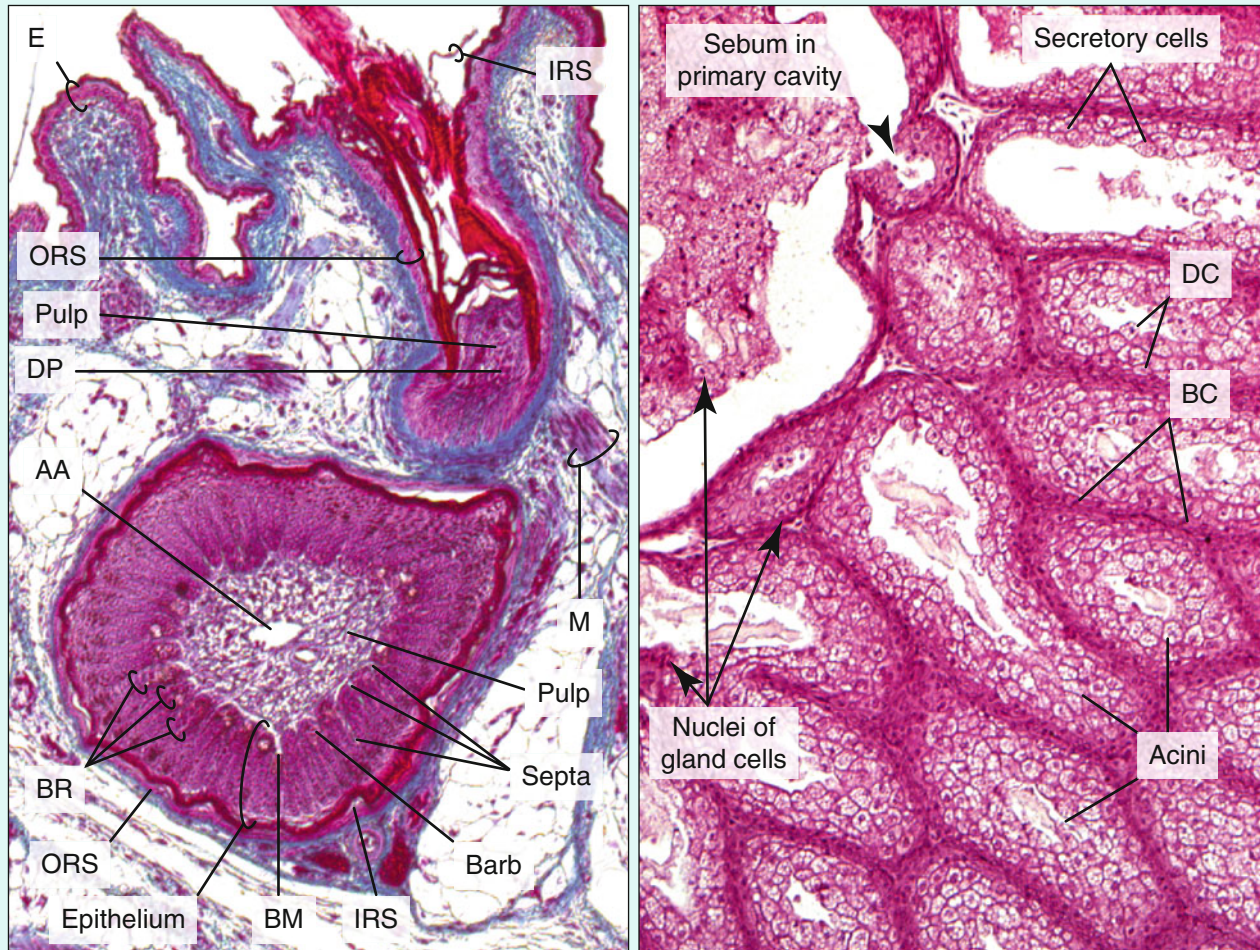 E
IRS
ORS
Pulp
DP
AA
M
Pulp
BR
Septa
ORS
Barb
Epithelium
BM
IRS
Sebum in
primary cavity
Secretory cells
DC
BC
Nuclei of
gland cells
Acini